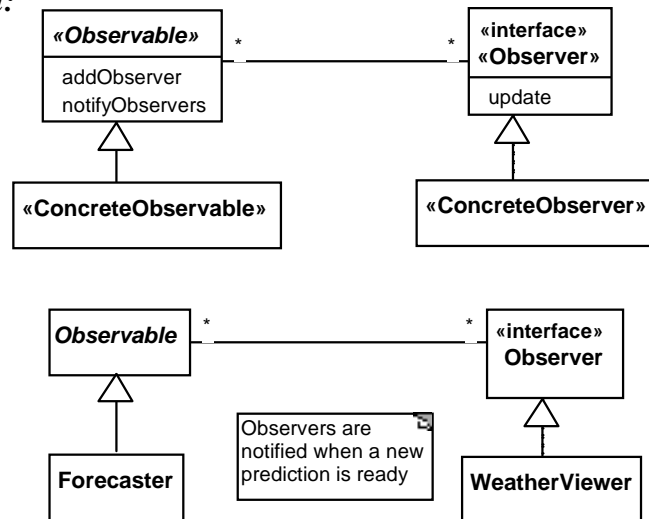 «Observable»
addObserver
notifyObservers
*
*
«interface»
«Observer»
update
«ConcreteObservable»
«ConcreteObserver»
Observable
*
*
«interface»
Observer
Observers are
notified when a new
prediction is ready
Forecaster
WeatherViewer